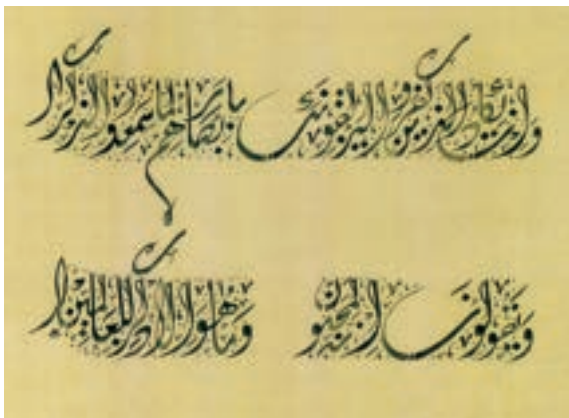 وإن يكاد الذين كفروا ليزلقونك بأبصارهم لما سمعوا الذكر
ويقولون إنه لمجنون وما هو إلا ذكر للعالمين